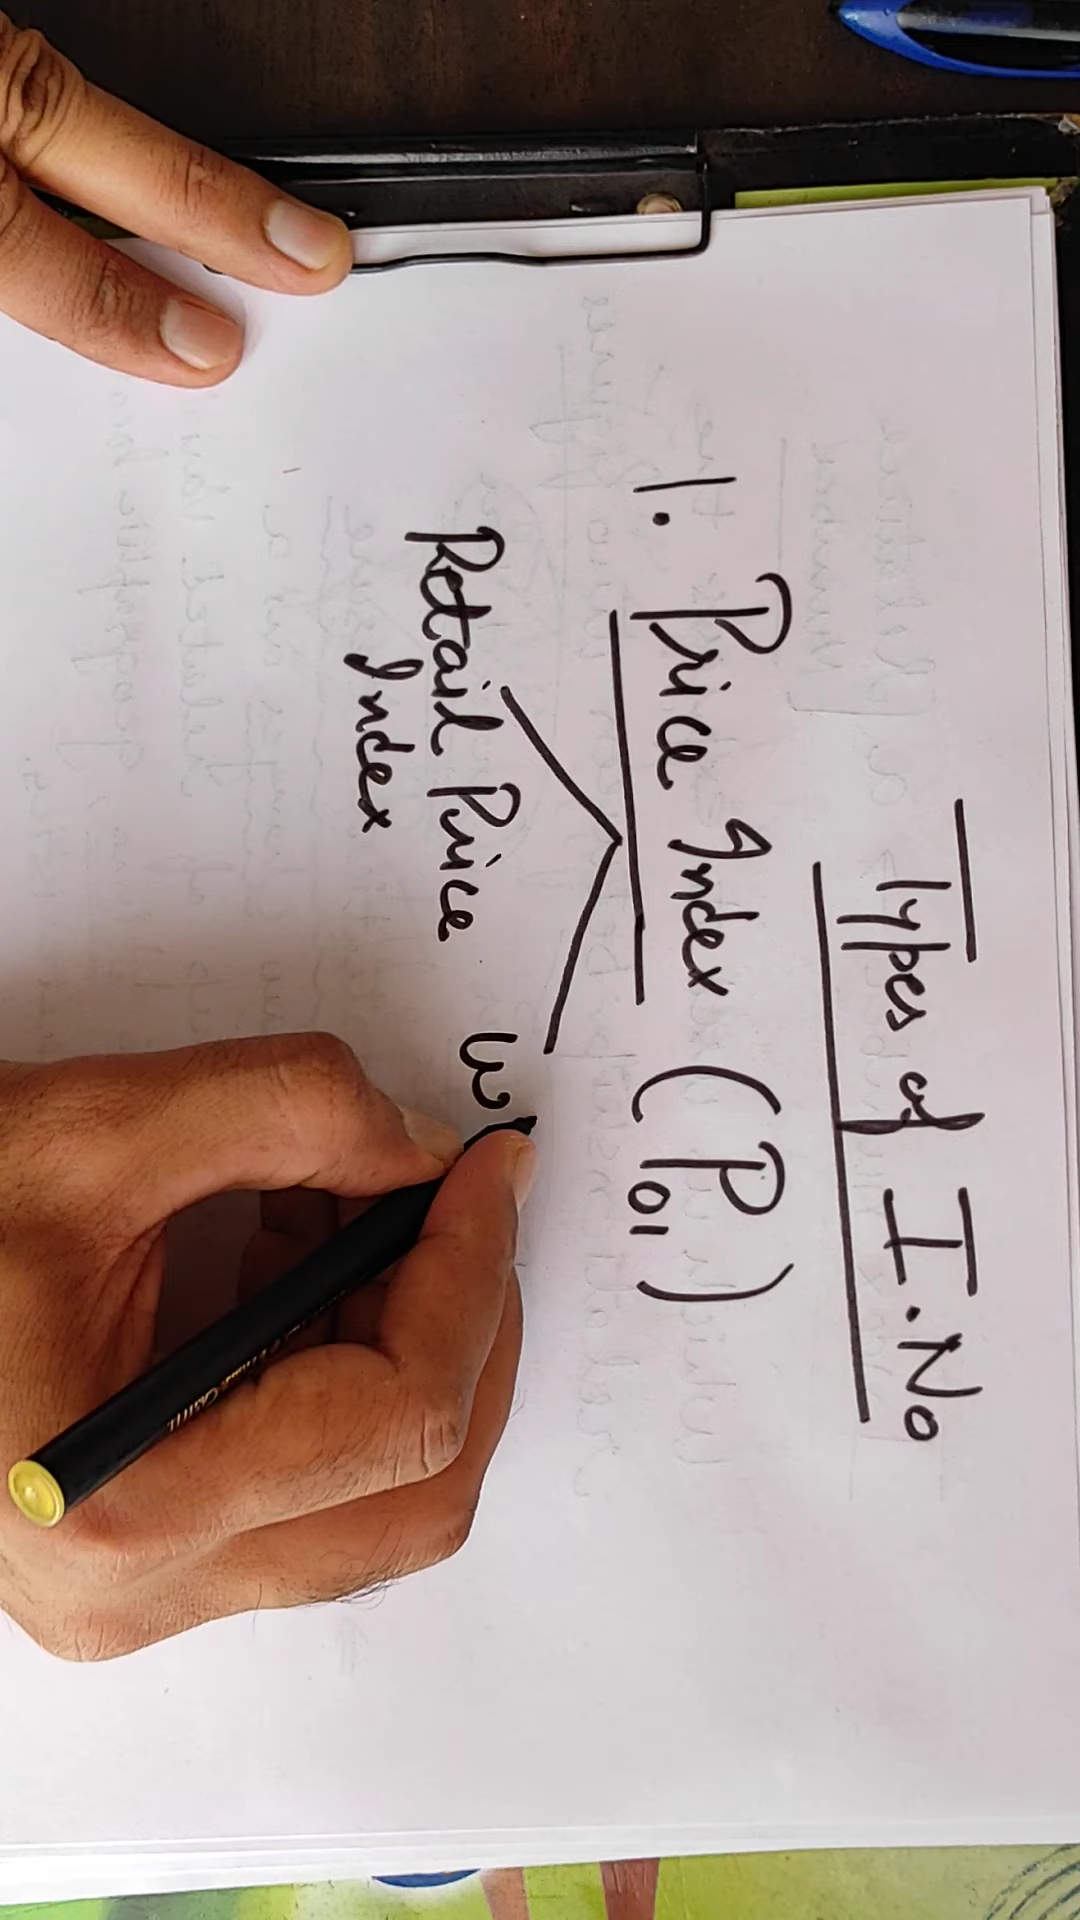 Types of I.No
1. Price Index (P01)
Retail Price
Index
W